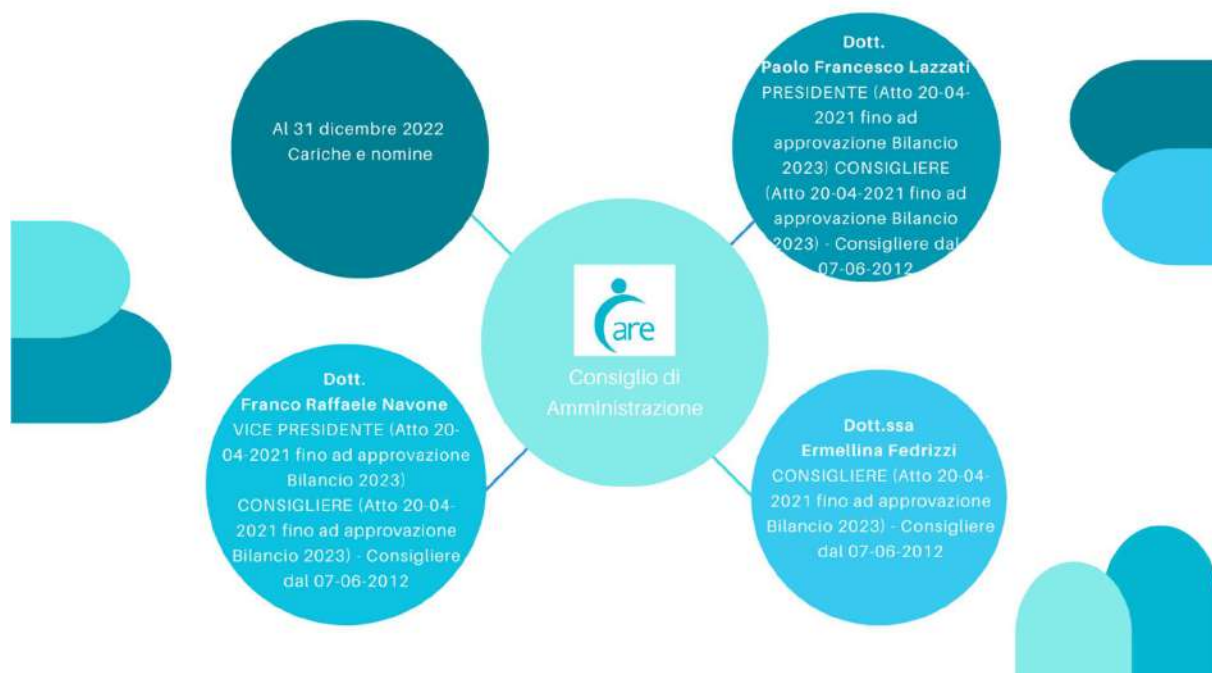 Al 31 dicembre 2022
Cariche e nomine
Dott.
Paolo Francesco Lazzati
PRESIDENTE (Atto 20-04-
2021 fino ad
approvazione Bilancio
2023) CONSIGLIERE
(Atto 20-04-2021 fino ad
approvazione Bilancio
2023) - Consigliere dal
07-06-2012
Care
Consiglio di
Amministrazione
Dott.
Franco Raffaele Navone
VICE PRESIDENTE (Atto 20-
04-2021 fino ad approvazione
Bilancio 2023)
CONSIGLIERE (Atto 20-04-
2021 fino ad approvazione
Bilancio 2023) - Consigliere
dal 07-06-2012
Dott.ssa
Ermellina Fedrizzi
CONSIGLIERE (Atto 20-04-
2021 fino ad approvazione
Bilancio 2023) - Consigliere
dal 07-06-2012